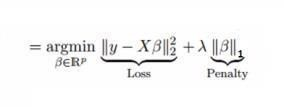 = argmin ‖y − Xβ‖₂² + λ ‖β‖₁
β∈ℝᵖ
Loss Penalty